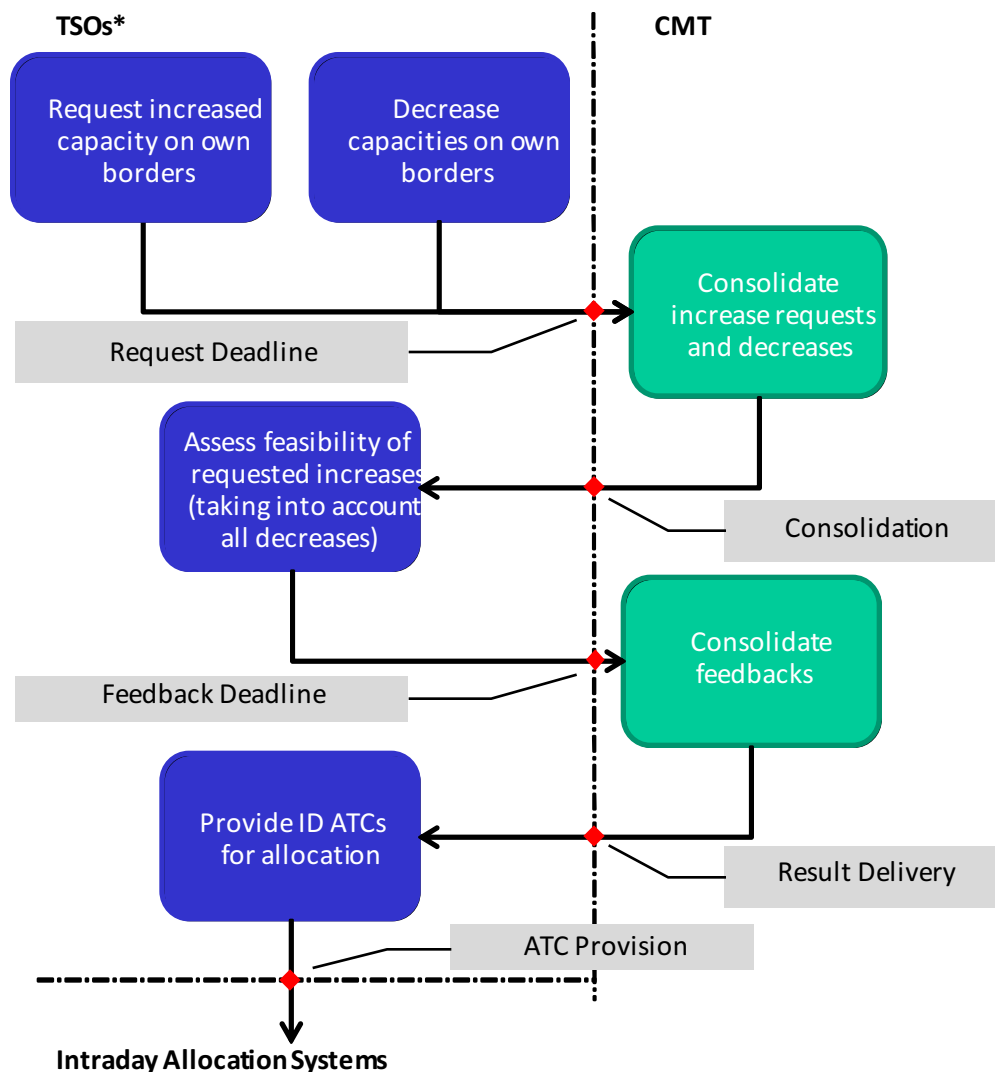 TSOs*
CMT
Request increased
capacity on own
borders
Decrease
capacities on own
borders
Consolidate
increase requests
and decreases
Request Deadline
Assess feasibility of
requested increases
(taking into account
all decreases)
Consolidation
Consolidate
feedbacks
Feedback Deadline
Provide ID ATCs
for allocation
Result Delivery
ATC Provision
Intraday Allocation Systems